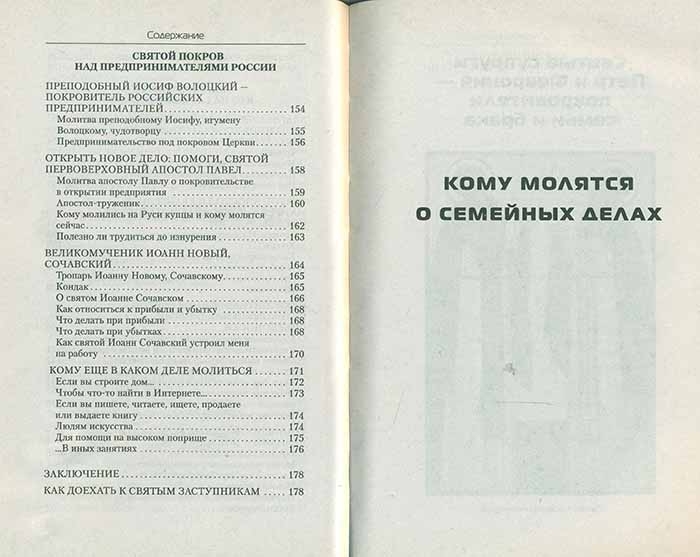 Содержание
СВЯТОЙ ПОКРОВ
НАД ПРЕДПРИНИМАТЕЛЯМИ РОССИИ
ПРЕПОДОБНЫЙ ИОСИФ ВОЛОЦКИЙ –
ПОКРОВИТЕЛЬ РОССИЙСКИХ
ПРЕДПРИНИМАТЕЛЕЙ 154
Молитва преподобному Иосифу, игумену
Волоцкому, чудотворцу 155
Предпринимательство под покровом Церкви 156
ОТКРЫТЬ НОВОЕ ДЕЛО: ПОМОГИ, СВЯТОЙ
ПЕРВОВЕРХОВНЫЙ АПОСТОЛ ПАВЕЛ 158
Молитва апостолу Павлу о покровительстве
в открытии предприятия 159
Апостол-труженик 160
Кому молились на Руси купцы и кому молятся
сейчас 162
Полезно ли трудиться до изнурения 163
ВЕЛИКОМУЧЕНИК ИОАНН НОВЫЙ,
СОЧАВСКИЙ 164
Тропарь Иоанну Новому, Сочавскому 165
Кондак 165
О святом Иоанне Сочавском 166
Как относиться к прибыли и убытку 168
Что делать при прибыли 168
Что делать при убытках 168
Как святой Иоанн Сочавский устроил меня
на работу 170
КОМУ ЕЩЕ В КАКОМ ДЕЛЕ МОЛИТЬСЯ 171
Если вы строите дом... 172
Чтобы что-то найти в Интернете... 173
Если вы пишете, читаете, ищете, продаете
или выдаете книгу 174
Людям искусства 174
Для помощи на высоком поприще 175
...В иных занятиях 176
ЗАКЛЮЧЕНИЕ 178
КАК ДОЕХАТЬ К СВЯТЫМ ЗАСТУПНИКАМ 178
КОМУ МОЛЯТСЯ
О СЕМЕЙНЫХ ДЕЛАХ